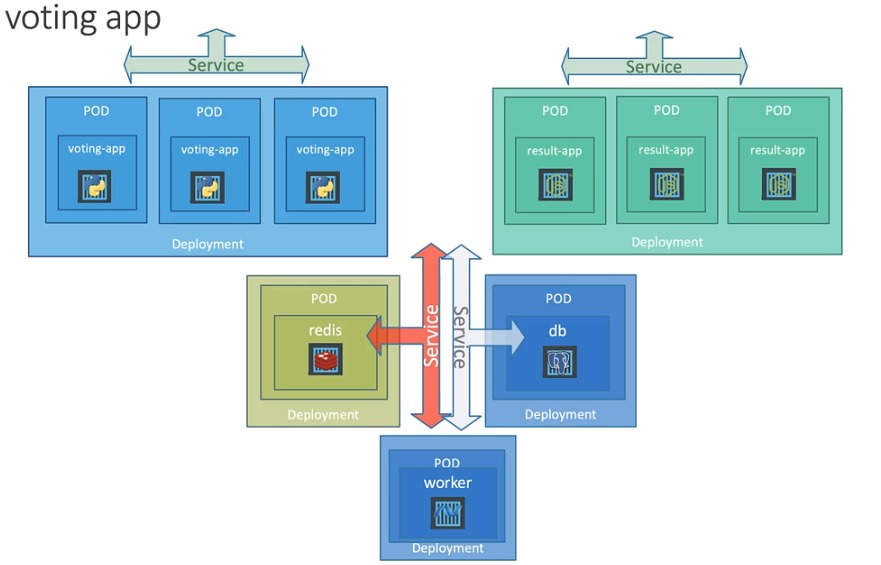 voting app
Service
Service
POD
POD
POD
voting-app
voting-app
voting-app
Deployment
POD
POD
POD
result-app
result-app
result-app
Deployment
POD
redis
Deployment
Service
Service
POD
db
Deployment
POD
worker
Deployment